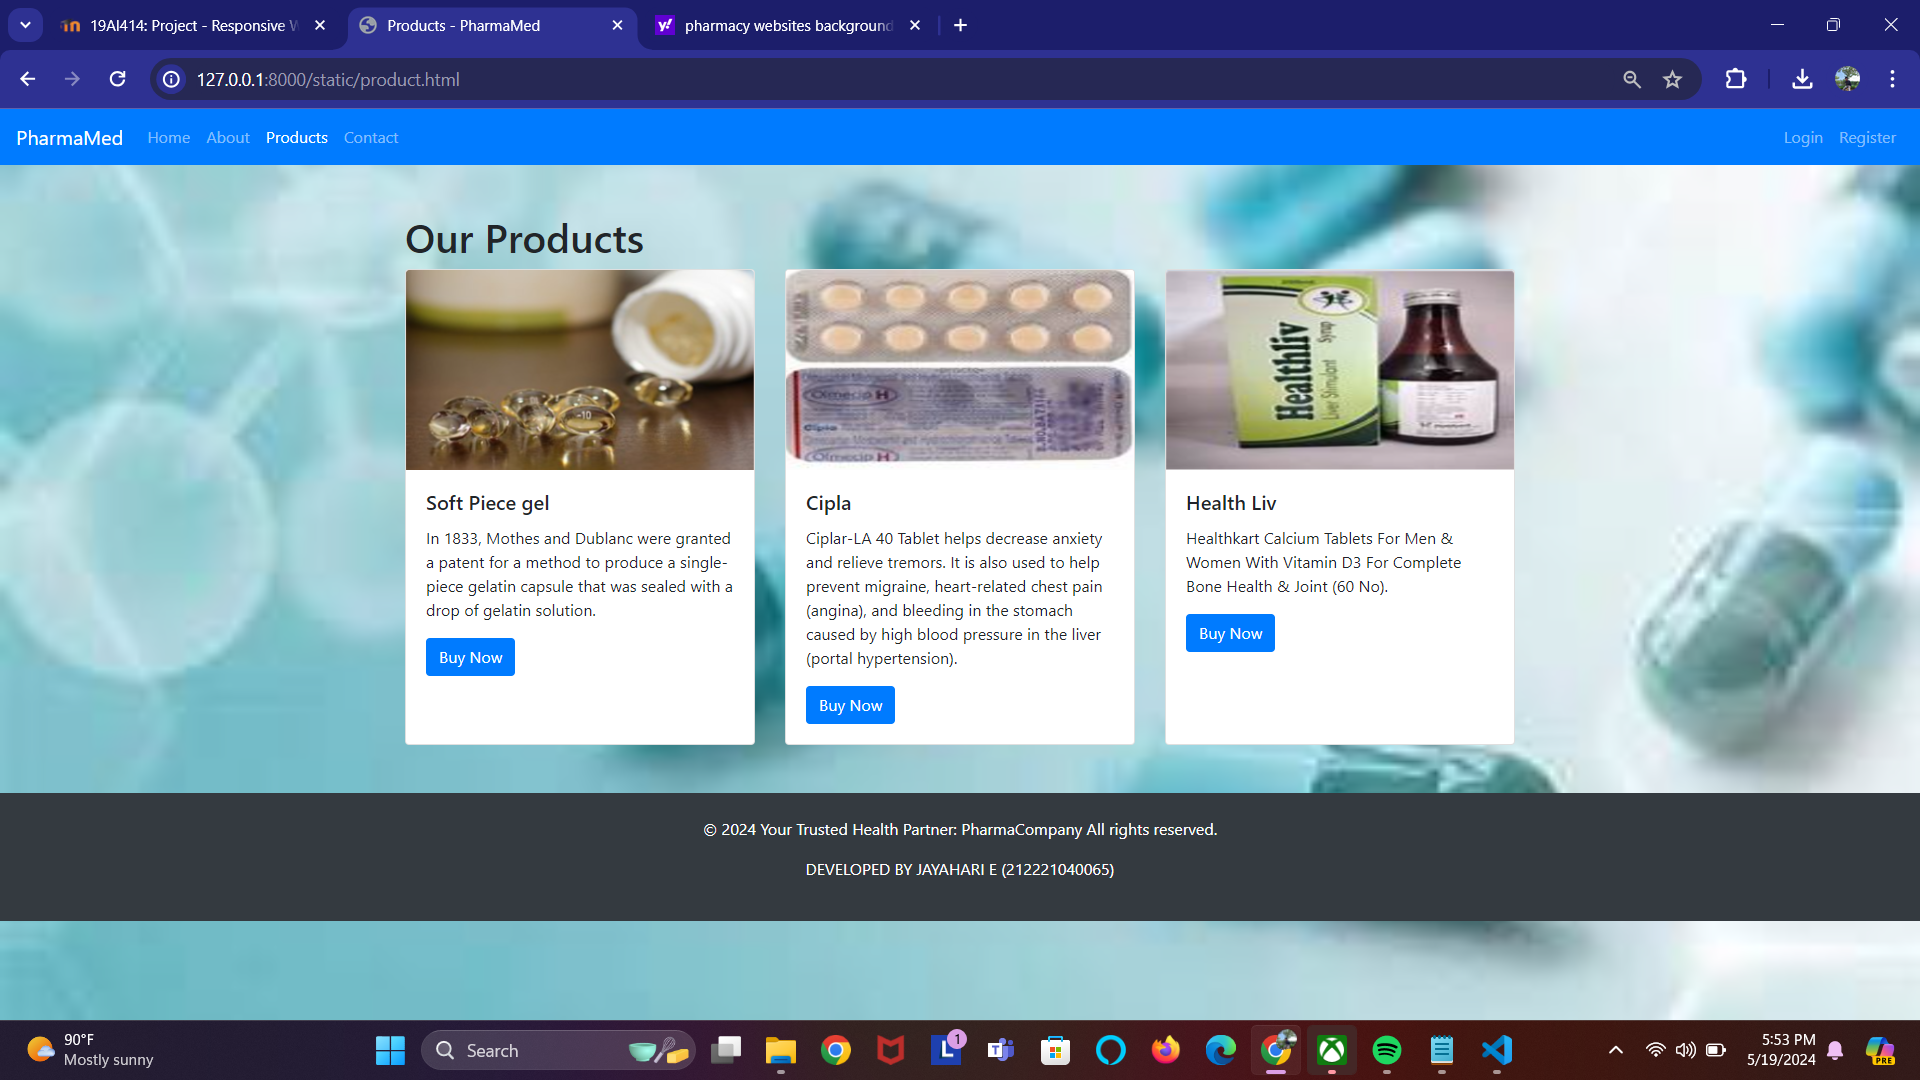 19AI414: Project - Responsive W
Products - PharmaMed
pharmacy websites background
127.0.0.1:8000/static/product.html
PharmaMed
Home
About
Products
Contact
Login
Register
Our Products
-10
Olmecip H
Cipla
Olmecip H
Healthliv
Liver Stimulant
Syrup
Soft Piece gel
In 1833, Mothes and Dublanc were granted
a patent for a method to produce a single-
piece gelatin capsule that was sealed with a
drop of gelatin solution.
Buy Now
Cipla
Ciplar-LA 40 Tablet helps decrease anxiety
and relieve tremors. It is also used to help
prevent migraine, heart-related chest pain
(angina), and bleeding in the stomach
caused by high blood pressure in the liver
(portal hypertension).
Buy Now
Health Liv
Healthkart Calcium Tablets For Men &
Women With Vitamin D3 For Complete
Bone Health & Joint (60 No).
Buy Now
© 2024 Your Trusted Health Partner: PharmaCompany All rights reserved.
DEVELOPED BY JAYAHARI E (212221040065)
90°F
Mostly sunny
Search
L
1
T
5:53 PM
5/19/2024
PRE